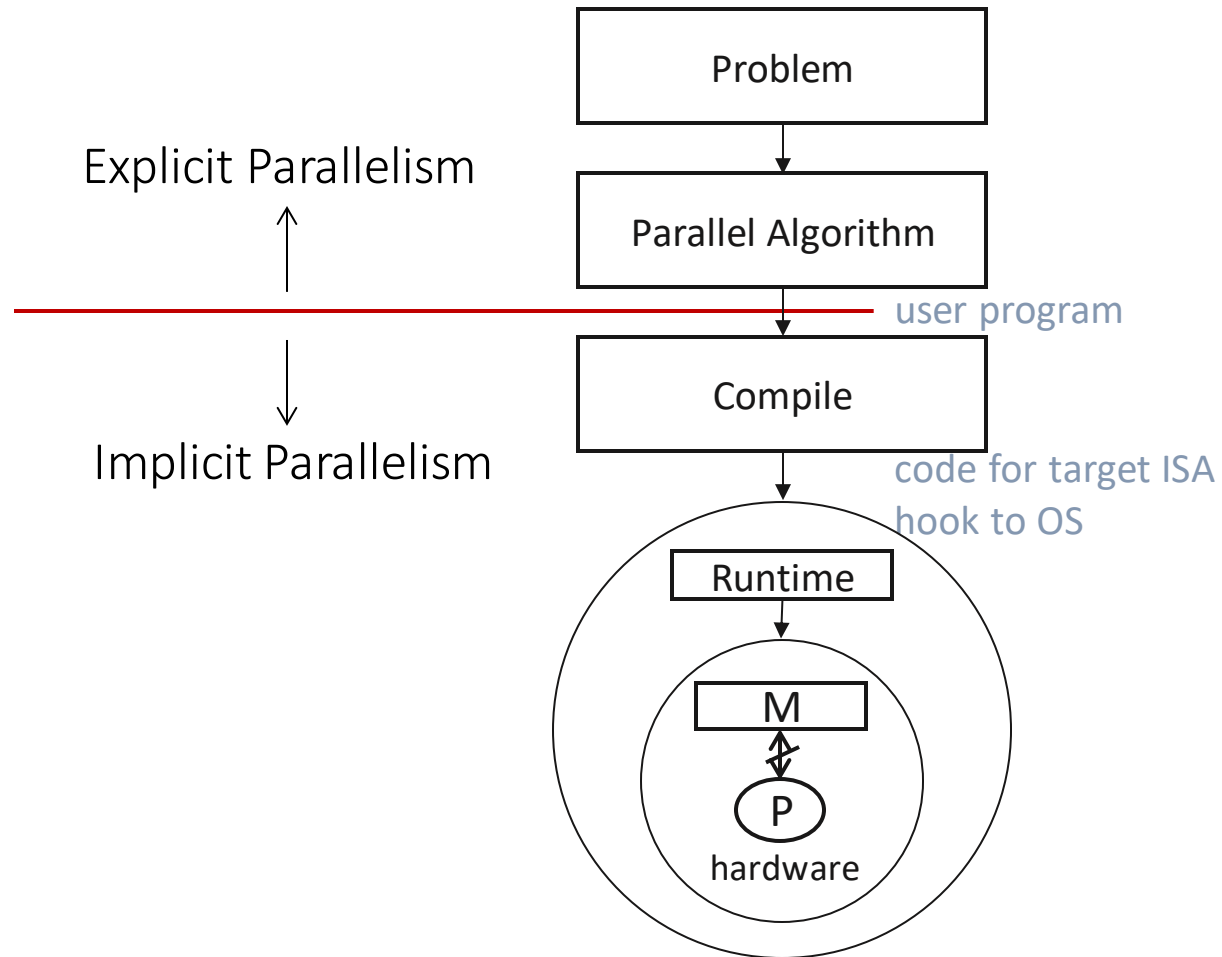 Problem
Explicit Parallelism
Parallel Algorithm
user program
Compile
Implicit Parallelism
code for target ISA
hook to OS
Runtime
M
P
hardware